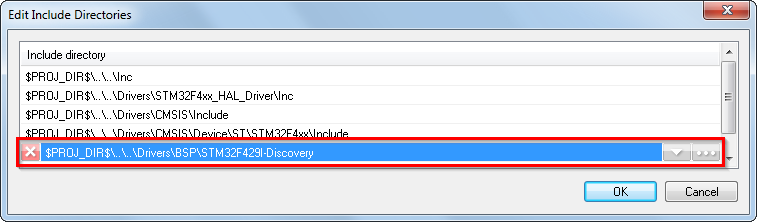 Edit Include Directories
Include directory
$PROJ_DIR$\..\..\Inc
$PROJ_DIR$\..\..\Drivers\STM32F4xx_HAL_Driver\Inc
$PROJ_DIR$\..\..\Drivers\CMSIS\Include
$PROJ_DIR$\..\..\Drivers\CMSIS\Device\ST\STM32F4xx\Include
$PROJ_DIR$\..\..\Drivers\BSP\STM32F429I-Discovery
OK Cancel